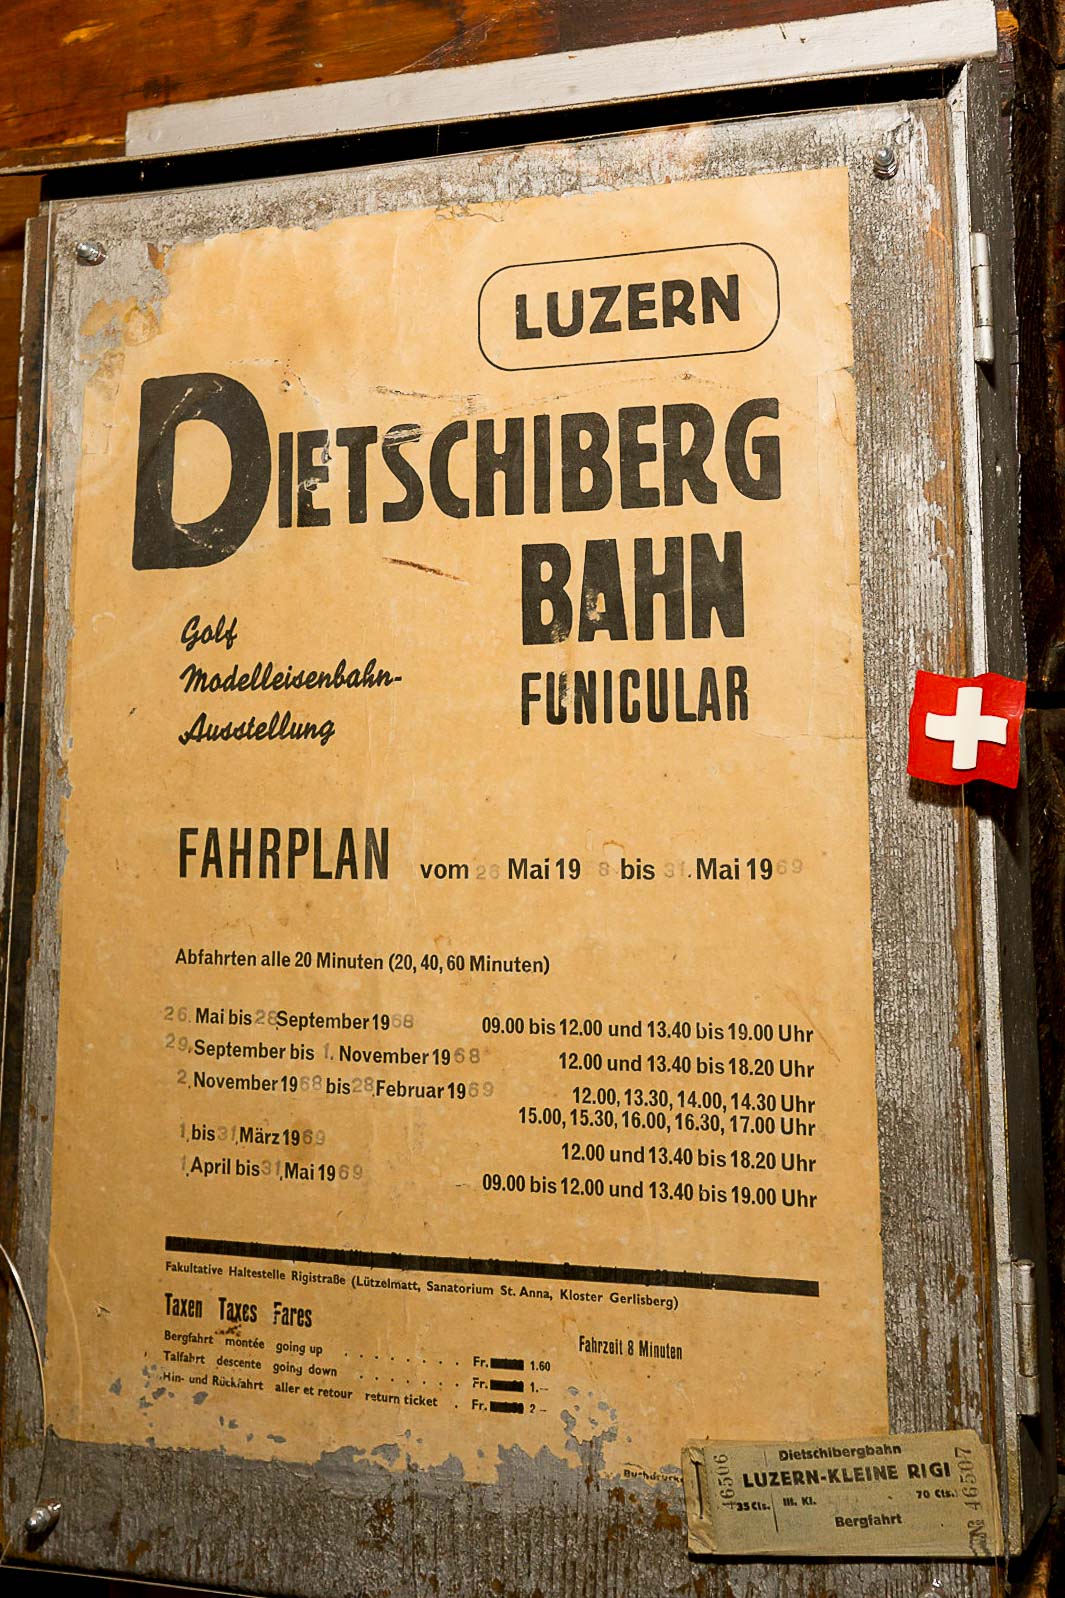 LUZERN
DIETSCHIBERG
BAHN
FUNICULAR
Golf
Modelleisenbahn-
Ausstellung
FAHRPLAN vom 26 Mai 19 8 bis 31. Mai 1969
Abfahrten alle 20 Minuten (20, 40, 60 Minuten)
26. Mai bis 28 September 1968 09.00 bis 12.00 und 13.40 bis 19.00 Uhr
29. September bis 1. November 1968 12.00 und 13.40 bis 18.20 Uhr
2. November 1968 bis 28. Februar 1969 12.00, 13.30, 14.00, 14.30 Uhr
15.00, 15.30, 16.00, 16.30, 17.00 Uhr
1. bis 31. März 1969 12.00 und 13.40 bis 18.20 Uhr
1. April bis 31. Mai 1969 09.00 bis 12.00 und 13.40 bis 19.00 Uhr
Fakultative Haltestelle Rigistraße (Lützelmatt, Sanatorium St. Anna, Kloster Gerlisberg)
Taxen Taxes Fares
Fahrzeit 8 Minuten
Bergfahrt montée going up . . . . . . . . Fr. 1.60
Talfahrt descente going down . . . . . . . Fr. 1.–
Hin- und Rückfahrt aller et retour return ticket . Fr. 2 –
46506
Dietschibergbahn
LUZERN-KLEINE RIGI
35 Cts. III. Kl. 70 Cts.
Bergfahrt
№ 46507